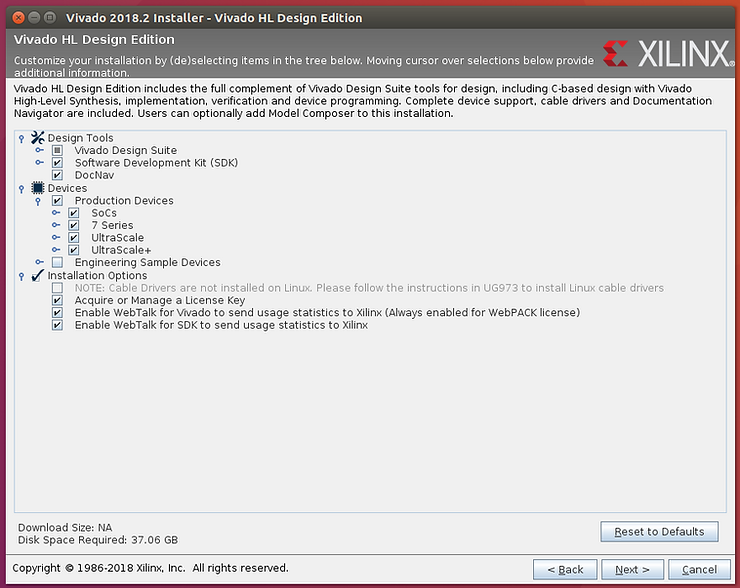 Vivado 2018.2 Installer - Vivado HL Design Edition
Vivado HL Design Edition
Customize your installation by (de)selecting items in the tree below. Moving cursor over selections below provide
additional information.
XILINX®
Vivado HL Design Edition includes the full complement of Vivado Design Suite tools for design, including C-based design with Vivado
High-Level Synthesis, implementation, verification and device programming. Complete device support, cable drivers and Documentation
Navigator are included. Users can optionally add Model Composer to this installation.
Design Tools
Vivado Design Suite
Software Development Kit (SDK)
DocNav
Devices
Production Devices
SoCs
7 Series
UltraScale
UltraScale+
Engineering Sample Devices
Installation Options
NOTE: Cable Drivers are not installed on Linux. Please follow the instructions in UG973 to install Linux cable drivers
Acquire or Manage a License Key
Enable WebTalk for Vivado to send usage statistics to Xilinx (Always enabled for WebPACK license)
Enable WebTalk for SDK to send usage statistics to Xilinx
Download Size: NA
Disk Space Required: 37.06 GB
Reset to Defaults
Copyright © 1986-2018 Xilinx, Inc. All rights reserved.
< Back
Next >
Cancel